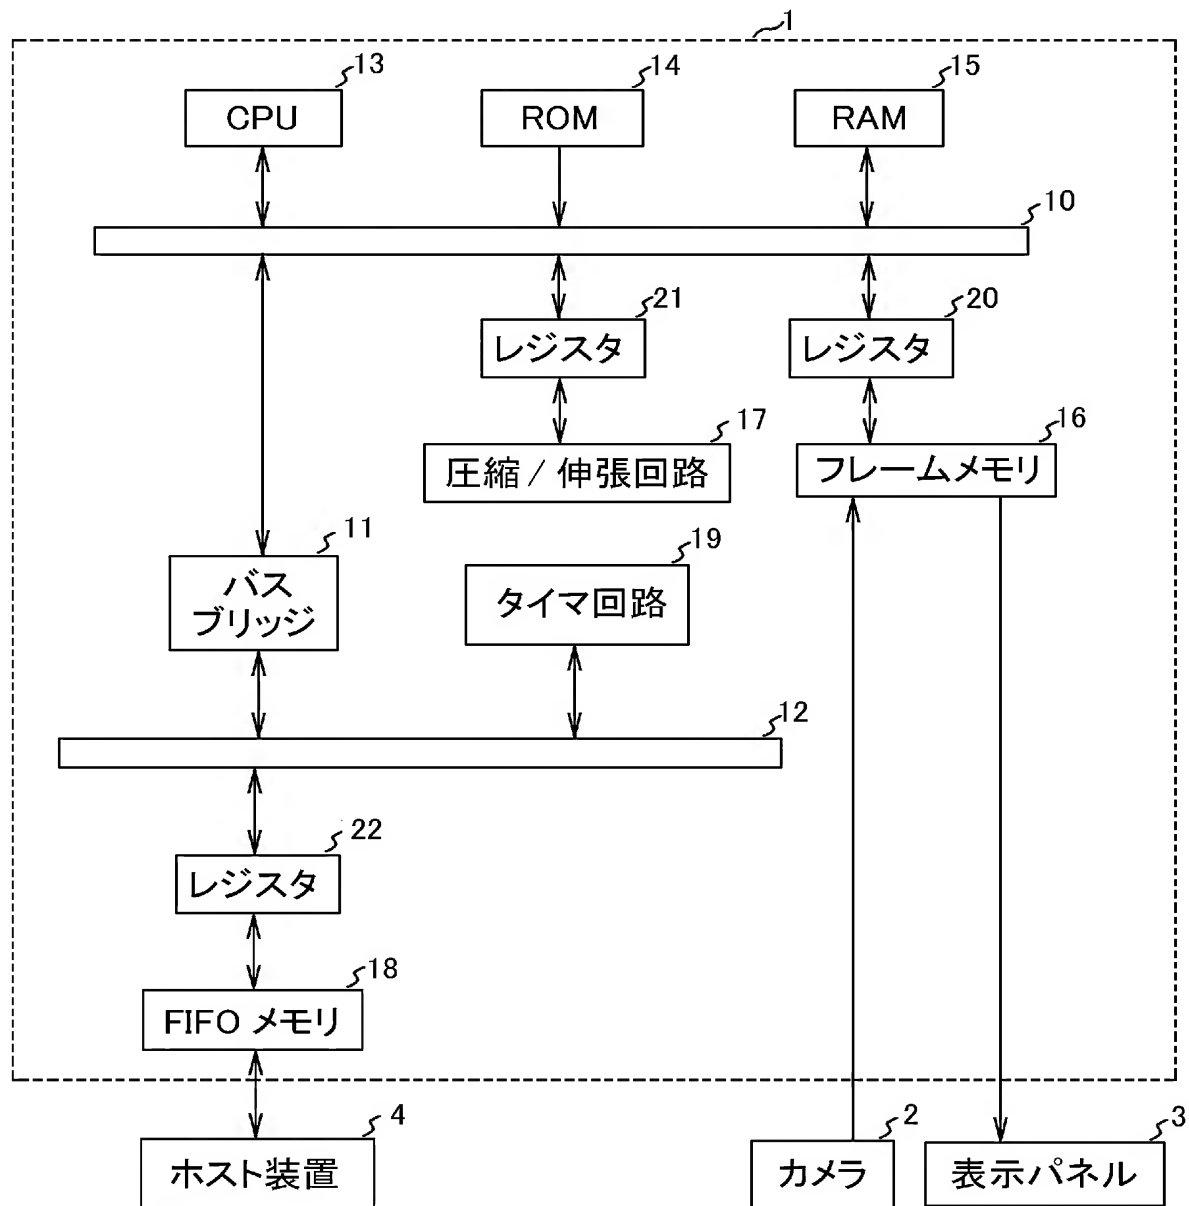 1
13
14
15
CPU
ROM
RAM
10
21
20
レジスタ
レジスタ
17
16
圧縮 / 伸張回路
フレームメモリ
11
19
バス
ブリッジ
タイマ回路
12
22
レジスタ
18
FIFO メモリ
4
2
3
ホスト装置
カメラ
表示パネル